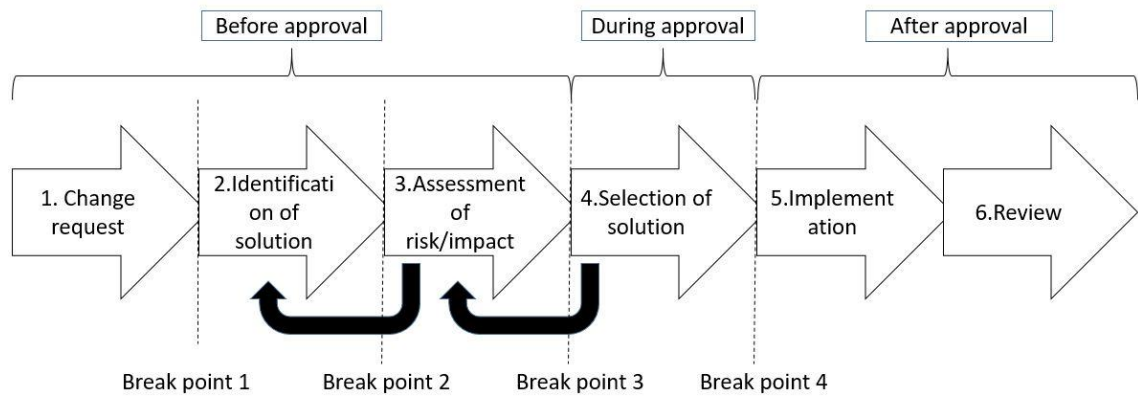 Before approval
During approval
After approval
1. Change
request
2.Identificati
on of
solution
3.Assessment
of
risk/impact
4.Selection of
solution
5.Implement
ation
6.Review
Break point 1
Break point 2
Break point 3
Break point 4